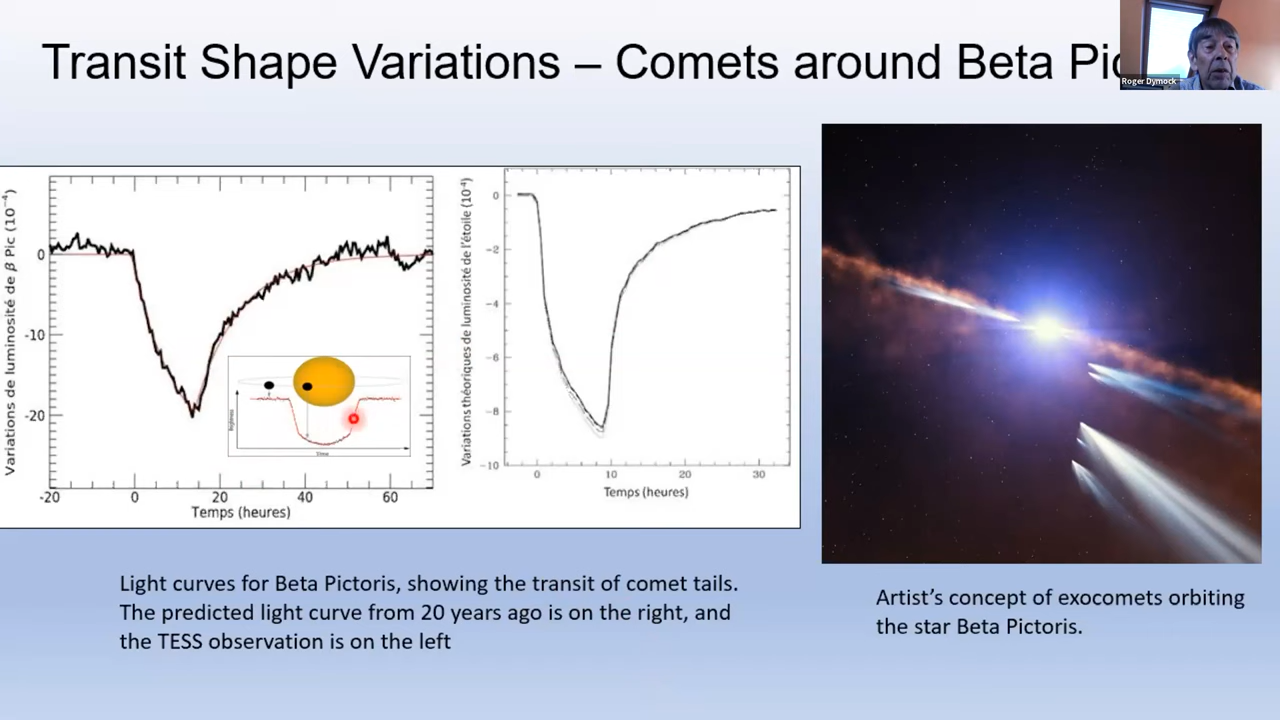 Transit Shape Variations – Comets around Beta Pic
Roger Dymock
Variations de luminosité de β Pic (10⁻⁴)
0
-10
-20
-20
0
20
40
60
Temps (heures)
Brightness
Time
Variations théoriques de luminosité de l'étoile (10⁻⁴)
0
−2
−4
−6
−8
−10
0
10
20
30
Temps (heures)
Light curves for Beta Pictoris, showing the transit of comet tails.
The predicted light curve from 20 years ago is on the right, and
the TESS observation is on the left
Artist’s concept of exocomets orbiting
the star Beta Pictoris.